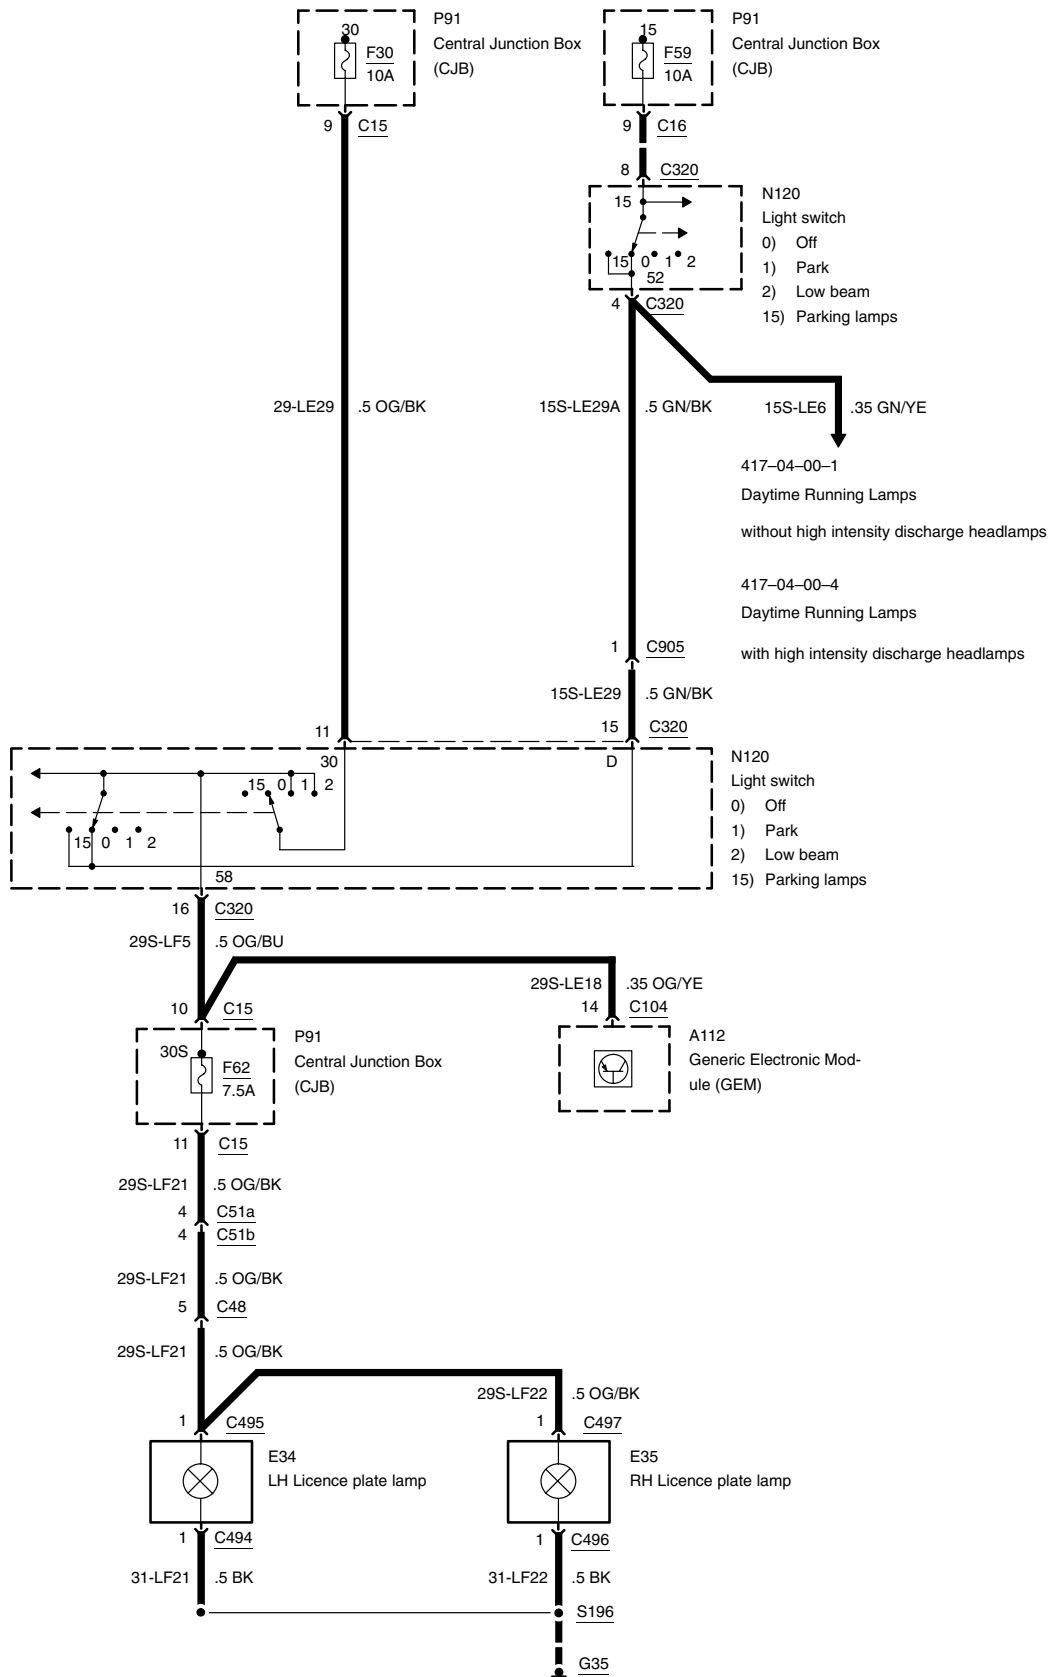 30
F30
10A
P91
Central Junction Box
(CJB)
15
F59
10A
P91
Central Junction Box
(CJB)
9 C15
9 C16
8 C320
15
15 0 1 2
52
N120
Light switch
0) Off
1) Park
2) Low beam
15) Parking lamps
4 C320
29-LE29 .5 OG/BK
15S-LE29A .5 GN/BK
15S-LE6 .35 GN/YE
417–04–00–1
Daytime Running Lamps
without high intensity discharge headlamps
417–04–00–4
Daytime Running Lamps
with high intensity discharge headlamps
1 C905
15S-LE29 .5 GN/BK
11
15 C320
30
D
15 0 1 2
15 0 1 2
58
N120
Light switch
0) Off
1) Park
2) Low beam
15) Parking lamps
16 C320
29S-LF5 .5 OG/BU
29S-LE18 .35 OG/YE
10 C15
14 C104
30S
F62
7.5A
P91
Central Junction Box
(CJB)
A112
Generic Electronic Mod-
ule (GEM)
11 C15
29S-LF21 .5 OG/BK
4 C51a
4 C51b
29S-LF21 .5 OG/BK
5 C48
29S-LF21 .5 OG/BK
29S-LF22 .5 OG/BK
1 C495
1 C497
E34
LH Licence plate lamp
E35
RH Licence plate lamp
1 C494
1 C496
31-LF21 .5 BK
31-LF22 .5 BK
S196
G35